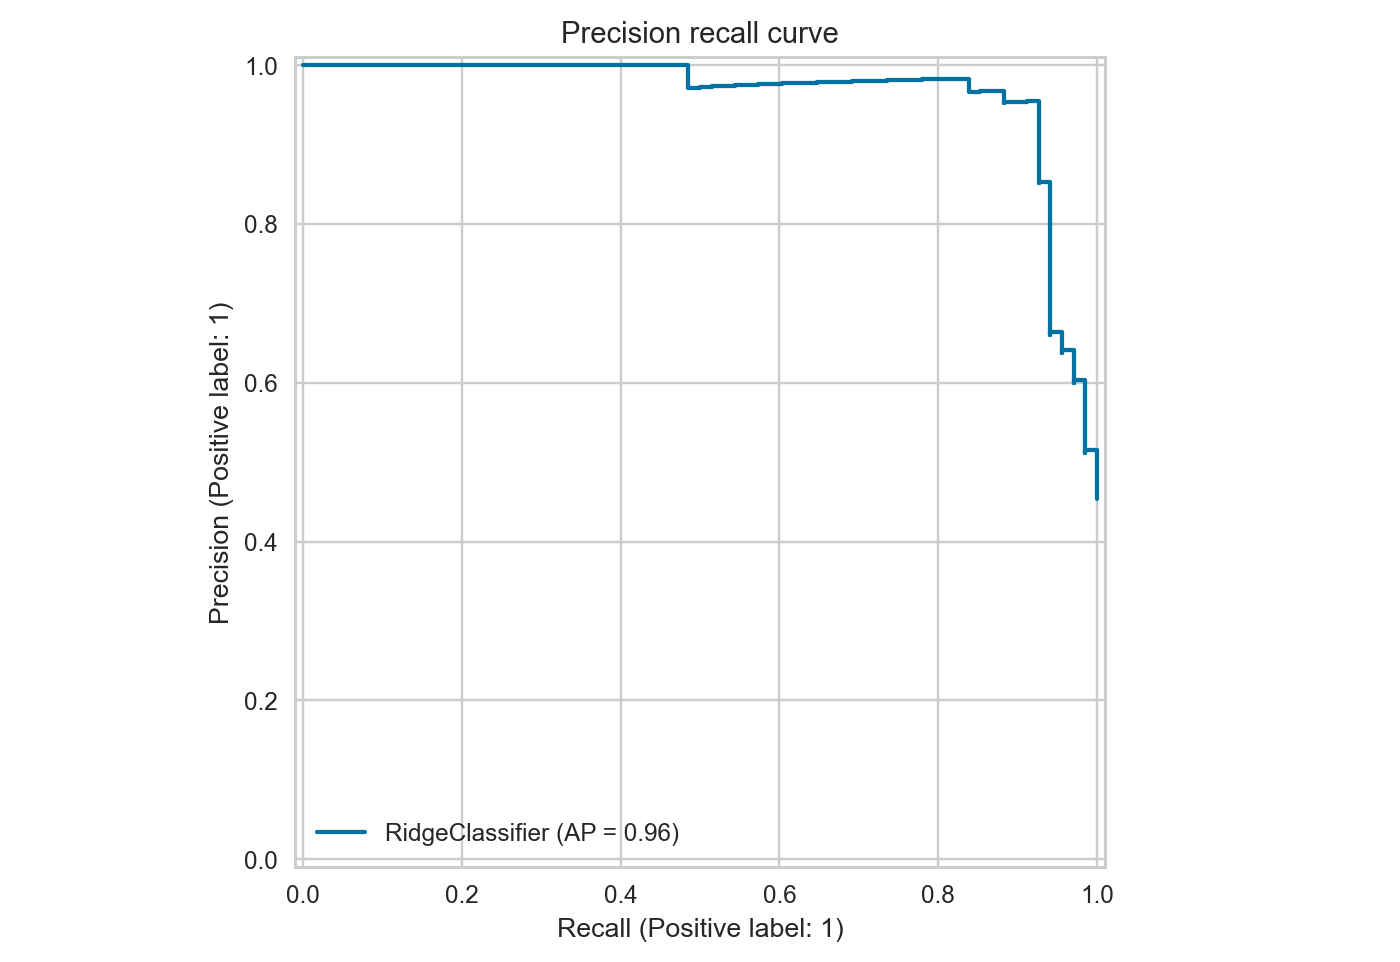 Precision recall curve
1.0
0.8
0.6
0.4
0.2
0.0
Precision (Positive label: 1)
RidgeClassifier (AP = 0.96)
0.0 0.2 0.4 0.6 0.8 1.0
Recall (Positive label: 1)